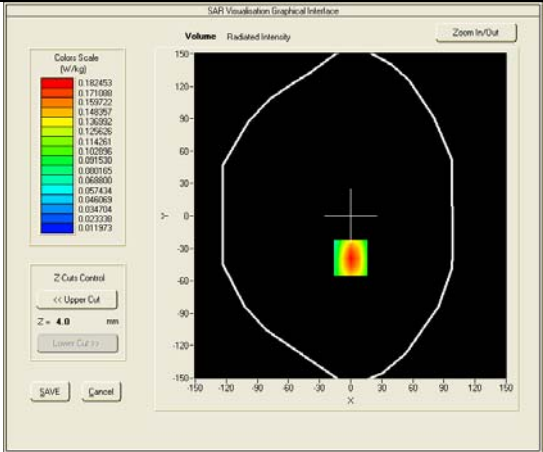 SAR Visualisation Graphical Interface
Volume Radiated Intensity
Zoom In/Out
Colors Scale
(W/kg)
0.182453
0.171088
0.159722
0.148357
0.136992
0.125626
0.114261
0.102896
0.091530
0.080165
0.068800
0.057434
0.046069
0.034704
0.023338
0.011973
Z-Cuts Control
<< Upper Cut
Z = 4.0 mm
Lower Cut >>
SAVE Cancel
150
120
90
60
30
0
-30
-60
-90
-120
-150
Y
-150 -120 -90 -60 -30 0 30 60 90 120 150
X